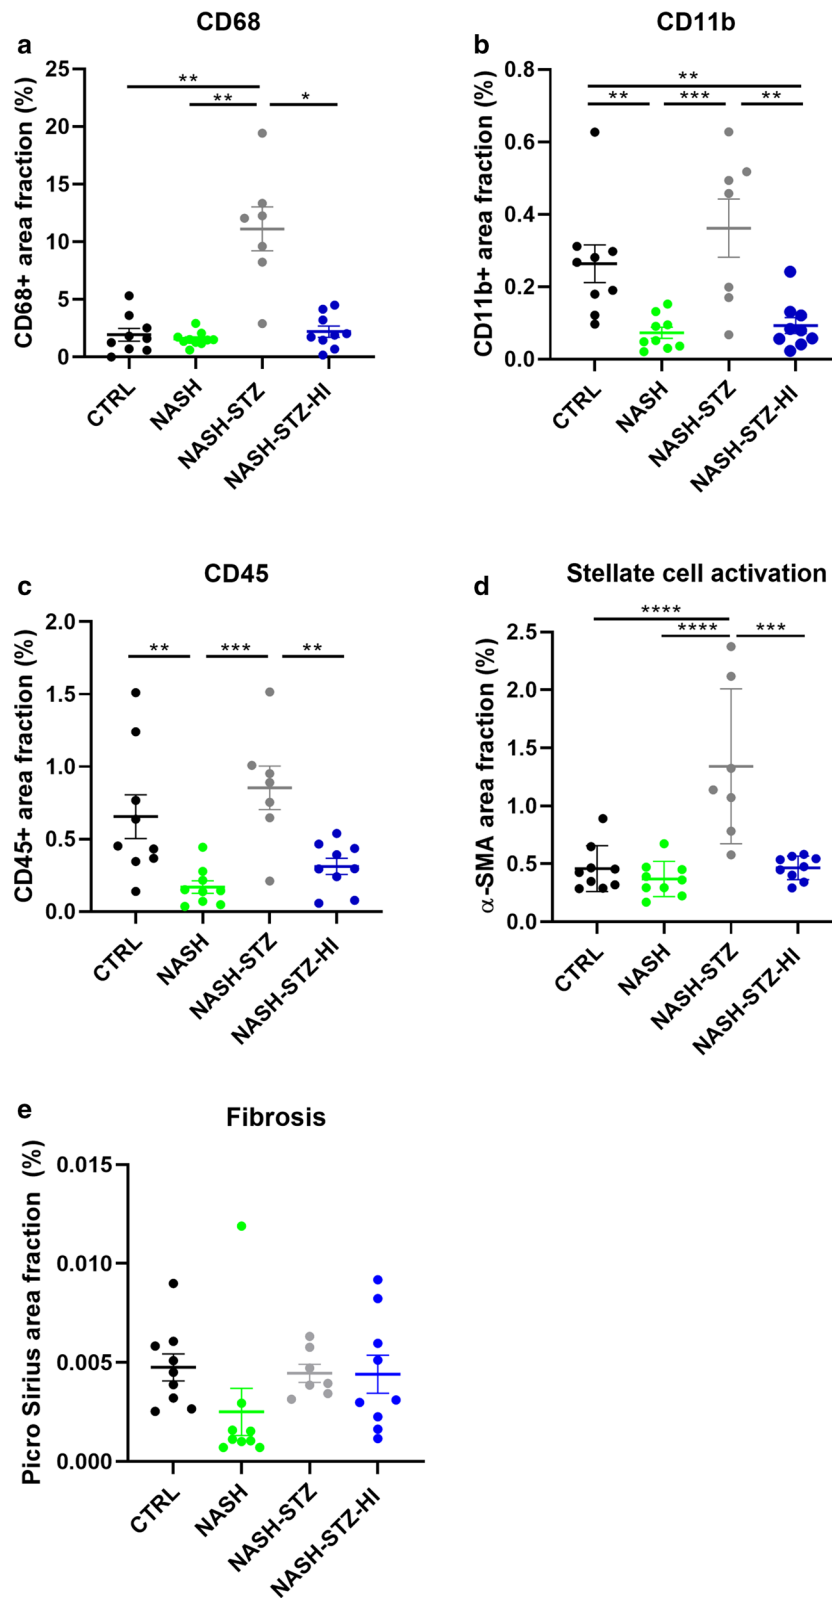 CD68
a
CD68+ area fraction (%)
25
20
15
10
5
0
**
**
*
CTRL
NASH
NASH-STZ
NASH-STZ-HI
CD11b
b
CD11b+ area fraction (%)
0.8
0.6
0.4
0.2
0.0
**
**
***
**
CTRL
NASH
NASH-STZ
NASH-STZ-HI
CD45
c
CD45+ area fraction (%)
2.0
1.5
1.0
0.5
0.0
**
***
**
CTRL
NASH
NASH-STZ
NASH-STZ-HI
Stellate cell activation
d
α-SMA area fraction (%)
2.5
2.0
1.5
1.0
0.5
0.0
****
****
***
CTRL
NASH
NASH-STZ
NASH-STZ-HI
e
Fibrosis
Picro Sirius area fraction (%)
0.015
0.010
0.005
0.000
CTRL
NASH
NASH-STZ
NASH-STZ-HI